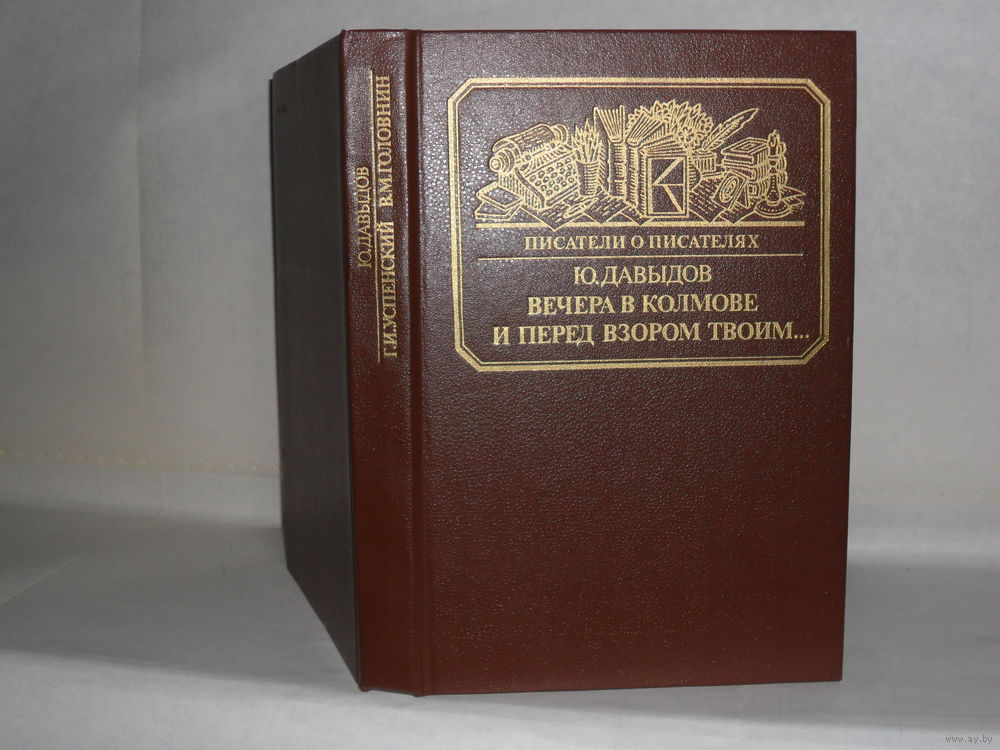 Ю.ДАВЫДОВ
Г.И.УСПЕНСКИЙ В.М.ГОЛОВНИН
ПИСАТЕЛИ О ПИСАТЕЛЯХ
Ю.ДАВЫДОВ
ВЕЧЕРА В КОЛМОВЕ
И ПЕРЕД ВЗОРОМ ТВОИМ...
www.ay.by